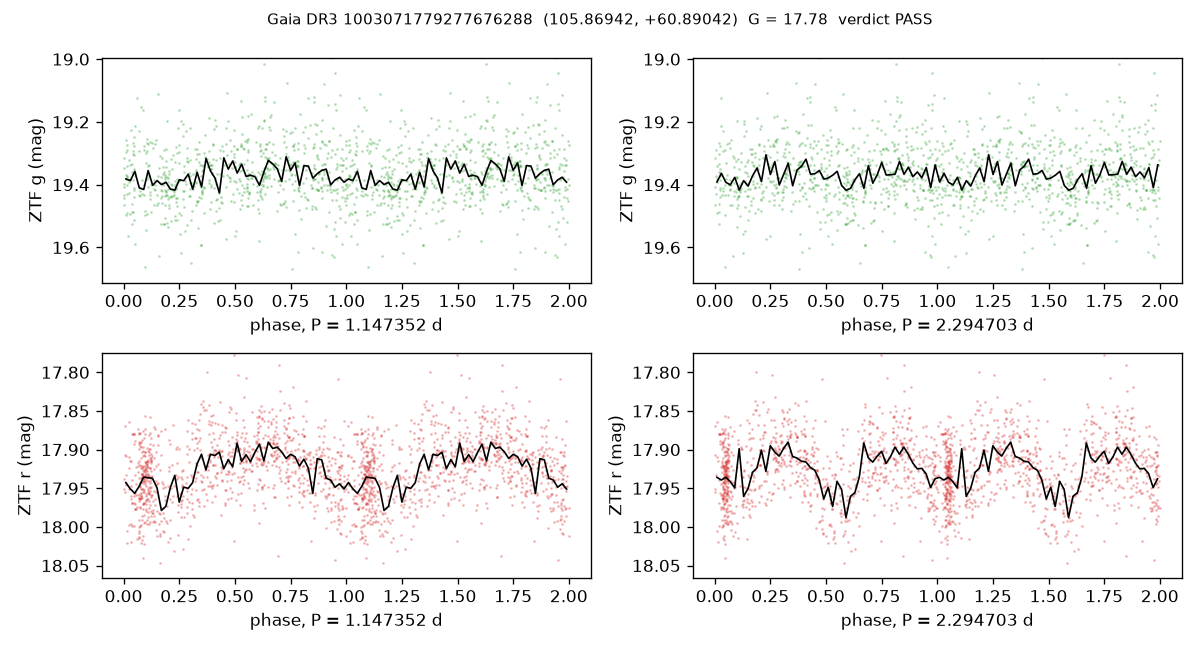 Gaia DR3 1003071779277676288 (105.86942, +60.89042) G = 17.78 verdict PASS
19.0
19.2
19.4
19.6
ZTF g (mag)
0.00 0.25 0.50 0.75 1.00 1.25 1.50 1.75 2.00
phase, P = 1.147352 d
19.0
19.2
19.4
19.6
ZTF g (mag)
0.00 0.25 0.50 0.75 1.00 1.25 1.50 1.75 2.00
phase, P = 2.294703 d
17.80
17.85
17.90
17.95
18.00
18.05
ZTF r (mag)
0.00 0.25 0.50 0.75 1.00 1.25 1.50 1.75 2.00
phase, P = 1.147352 d
17.80
17.85
17.90
17.95
18.00
18.05
ZTF r (mag)
0.00 0.25 0.50 0.75 1.00 1.25 1.50 1.75 2.00
phase, P = 2.294703 d